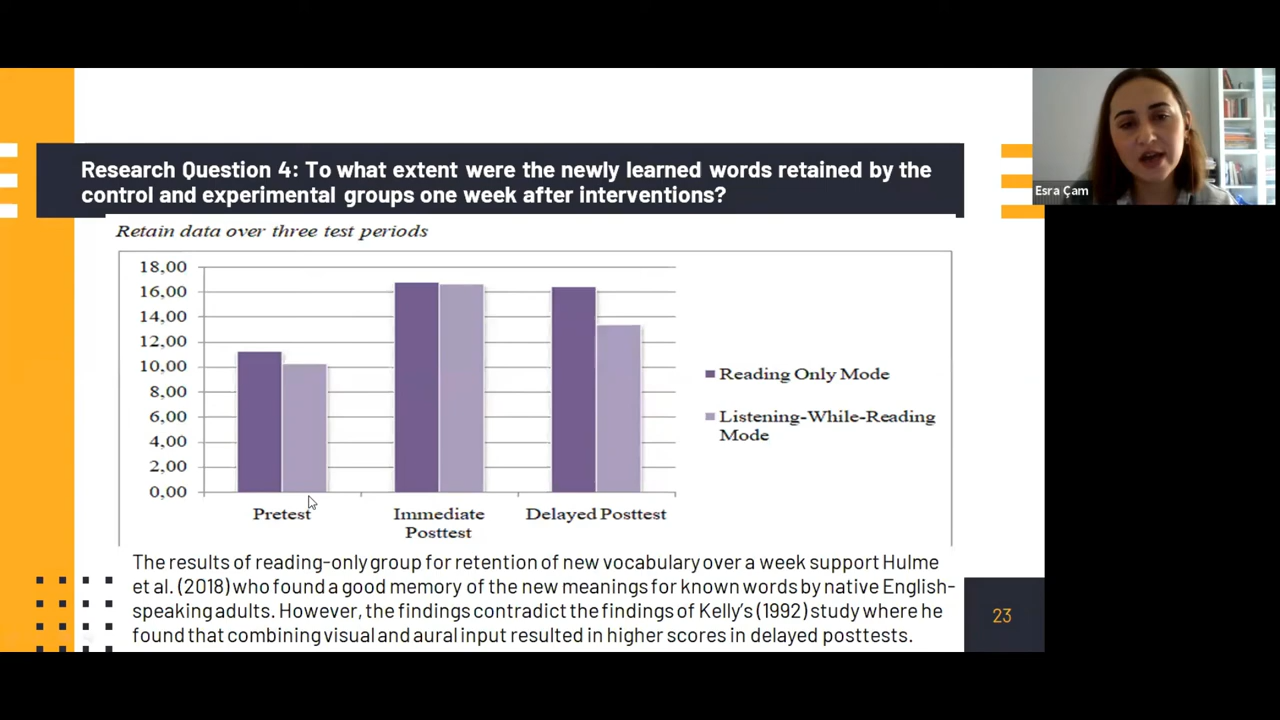 Research Question 4: To what extent were the newly learned words retained by the
control and experimental groups one week after interventions?
Esra Çam
Retain data over three test periods
18,00
16,00
14,00
12,00
10,00
8,00
6,00
4,00
2,00
0,00
Pretest
Immediate
Posttest
Delayed Posttest
Reading Only Mode
Listening-While-Reading
Mode
The results of reading-only group for retention of new vocabulary over a week support Hulme
et al. (2018) who found a good memory of the new meanings for known words by native English-
speaking adults. However, the findings contradict the findings of Kelly's (1992) study where he
found that combining visual and aural input resulted in higher scores in delayed posttests.
23